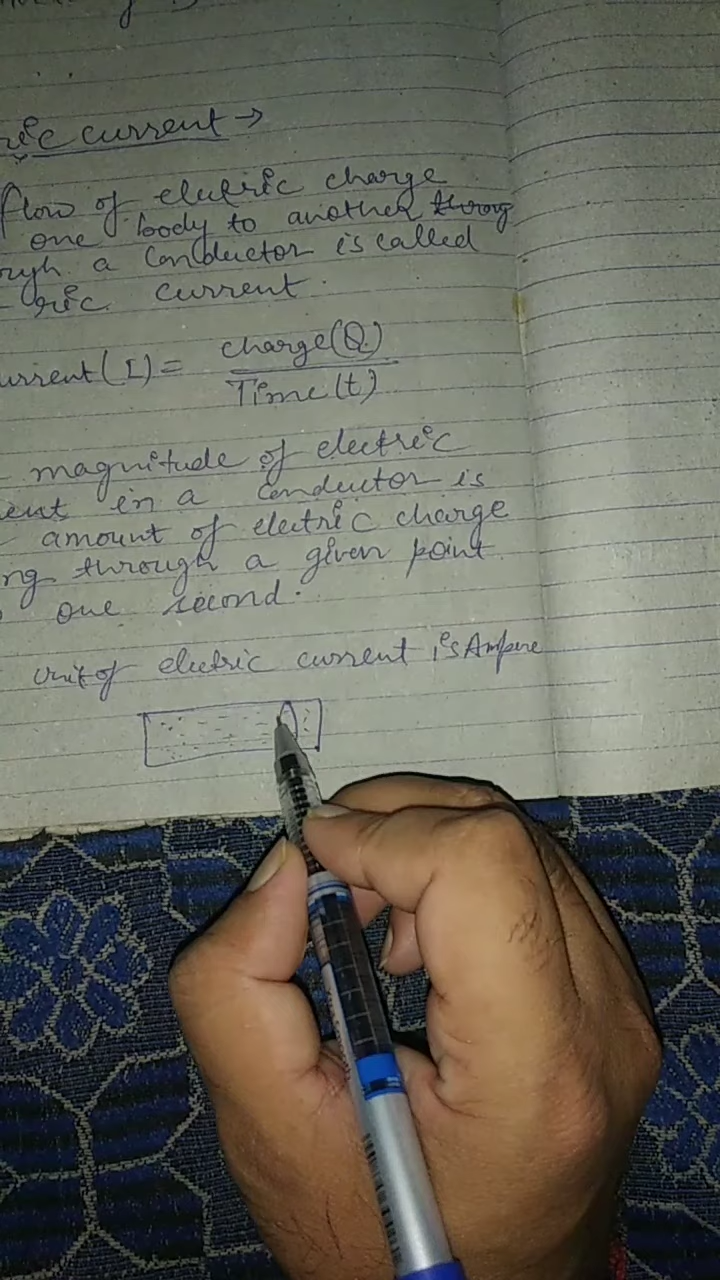 ric current →
flow of electric charge
one body to another throug
ough a conductor is called
ric current.
urrent (I) = charge(Q)
Time (t)
magnitude of electric
ent in a conductor is
amount of electric charge
ng through a given point
one second.
unit of electric current is Ampere